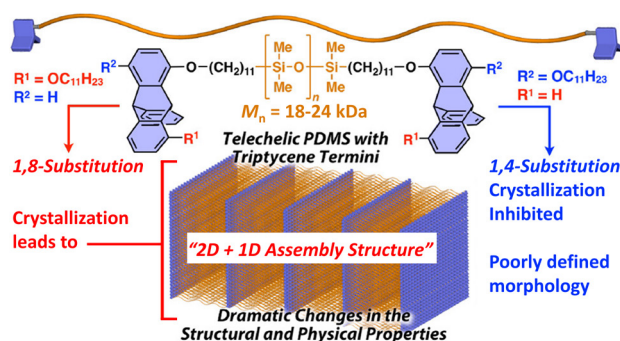 R¹ = OC₁₁H₂₃
R² = H
R²
O
(CH₂)₁₁
Me
Si
Me
O
n
Me
Si
Me
(CH₂)₁₁
O
R²
R¹ = OC₁₁H₂₃
R¹ = H
R¹
Mₙ = 18-24 kDa
R¹
Telechelic PDMS with
Triptycene Termini
1,8-Substitution
Crystallization
leads to
"2D + 1D Assembly Structure"
Dramatic Changes in the
Structural and Physical Properties
1,4-Substitution
Crystallization
Inhibited
Poorly defined
morphology